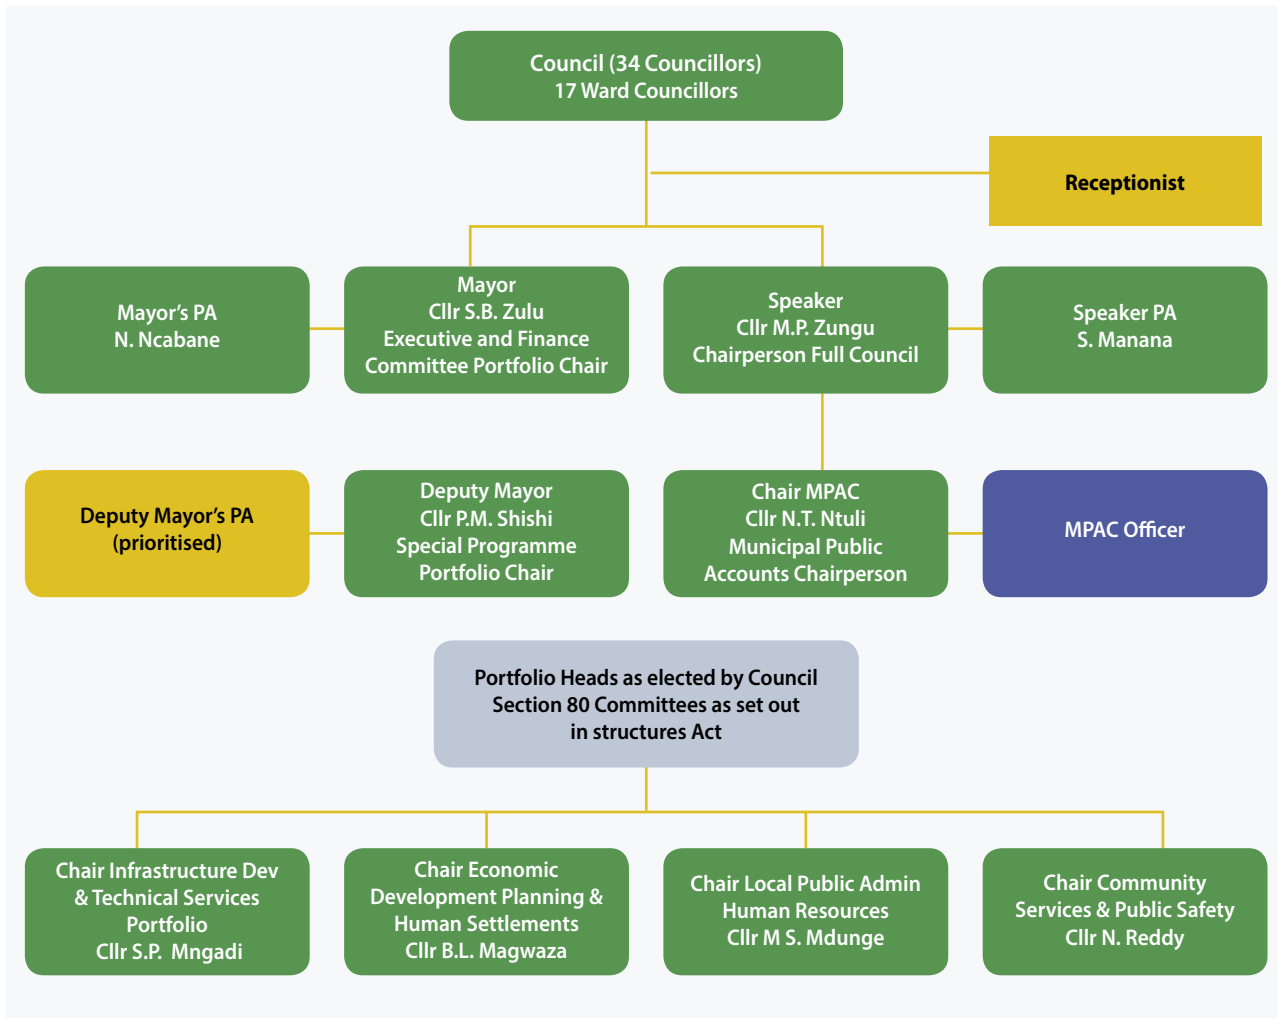 Council (34 Councillors)
17 Ward Councillors
Receptionist
Mayor's PA
N. Ncabane
Mayor
Cllr S.B. Zulu
Executive and Finance
Committee Portfolio Chair
Speaker
Cllr M.P. Zungu
Chairperson Full Council
Speaker PA
S. Manana
Deputy Mayor's PA
(prioritised)
Deputy Mayor
Cllr P.M. Shishi
Special Programme
Portfolio Chair
Chair MPAC
Cllr N.T. Ntuli
Municipal Public
Accounts Chairperson
MPAC Officer
Portfolio Heads as elected by Council
Section 80 Committees as set out
in structures Act
Chair Infrastructure Dev
& Technical Services
Portfolio
Cllr S.P. Mngadi
Chair Economic
Development Planning &
Human Settlements
Cllr B.L. Magwaza
Chair Local Public Admin
Human Resources
Cllr M S. Mdunge
Chair Community
Services & Public Safety
Cllr N. Reddy